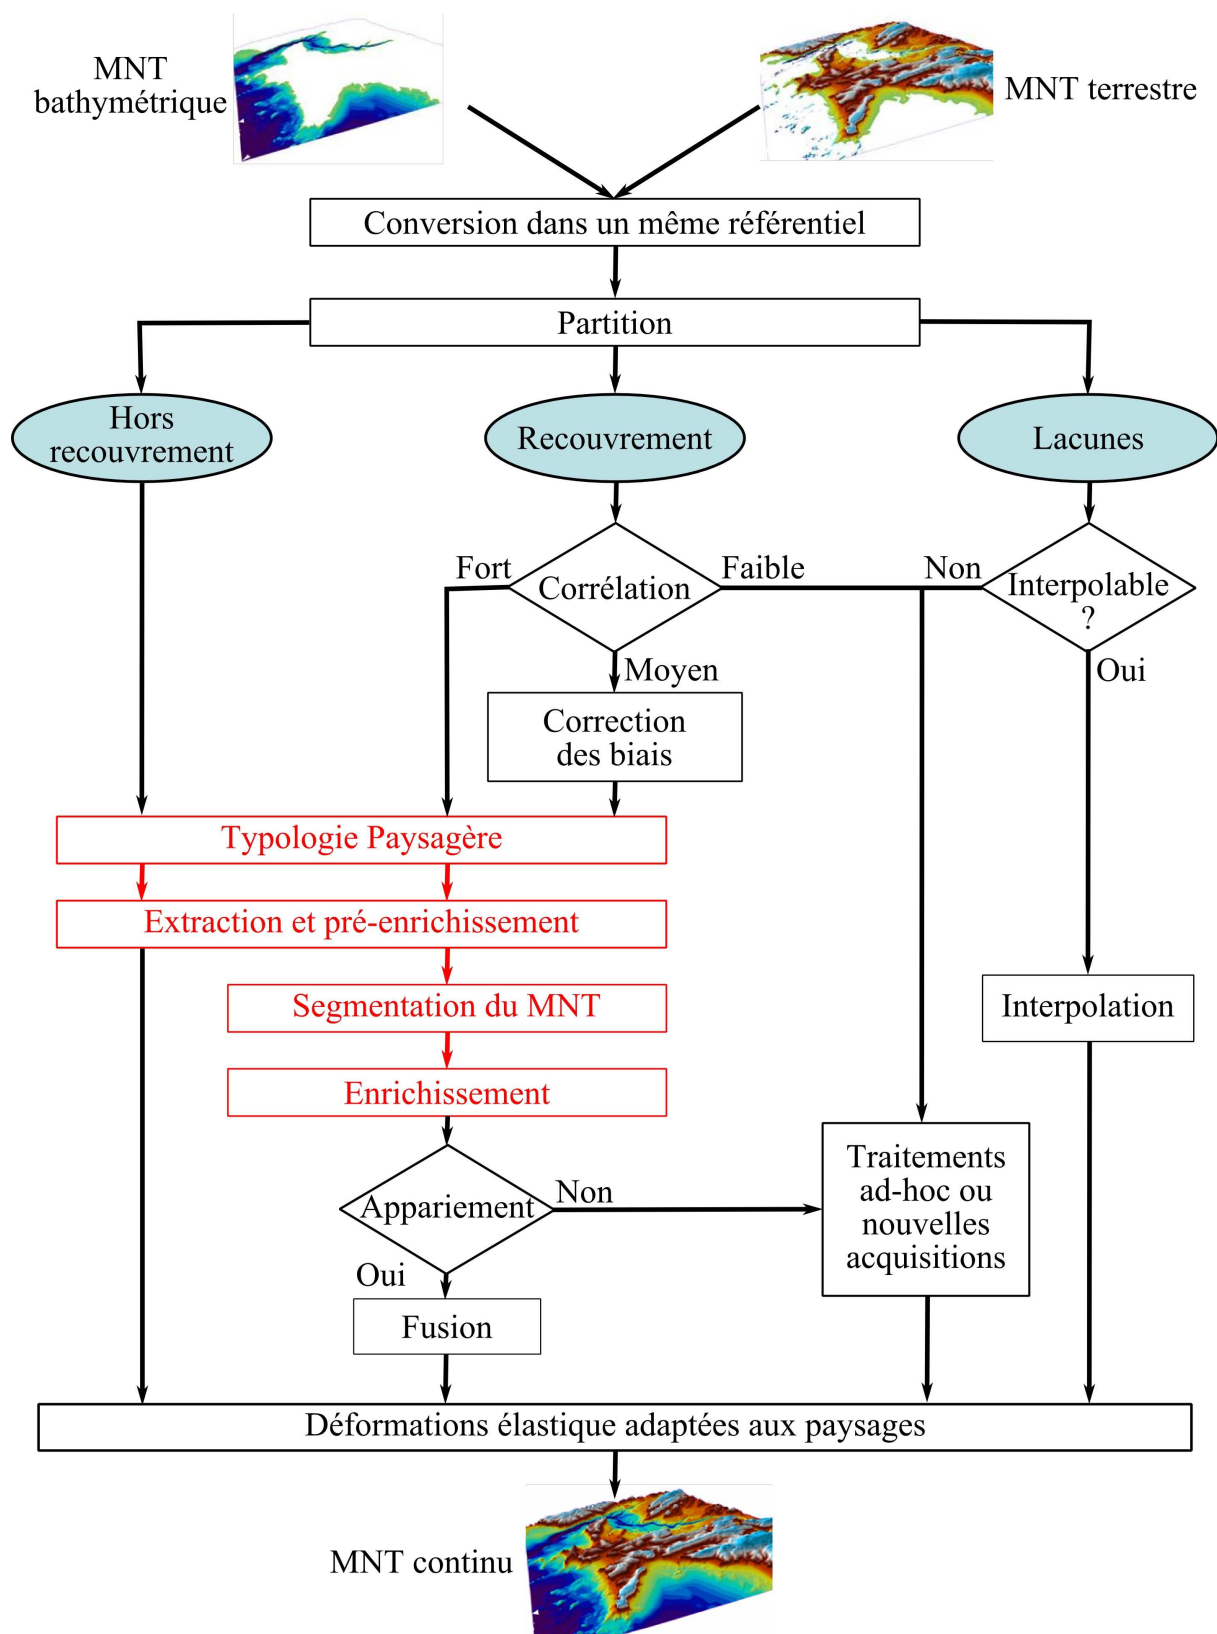 MNT
bathymétrique
MNT terrestre
Conversion dans un même référentiel
Partition
Hors
recouvrement
Recouvrement
Lacunes
Fort
Corrélation
Faible
Non
Interpolable
?
Moyen
Oui
Correction
des biais
Typologie Paysagère
Extraction et pré-enrichissement
Segmentation du MNT
Interpolation
Enrichissement
Appariement
Non
Traitements
ad-hoc ou
nouvelles
acquisitions
Oui
Fusion
Déformations élastique adaptées aux paysages
MNT continu